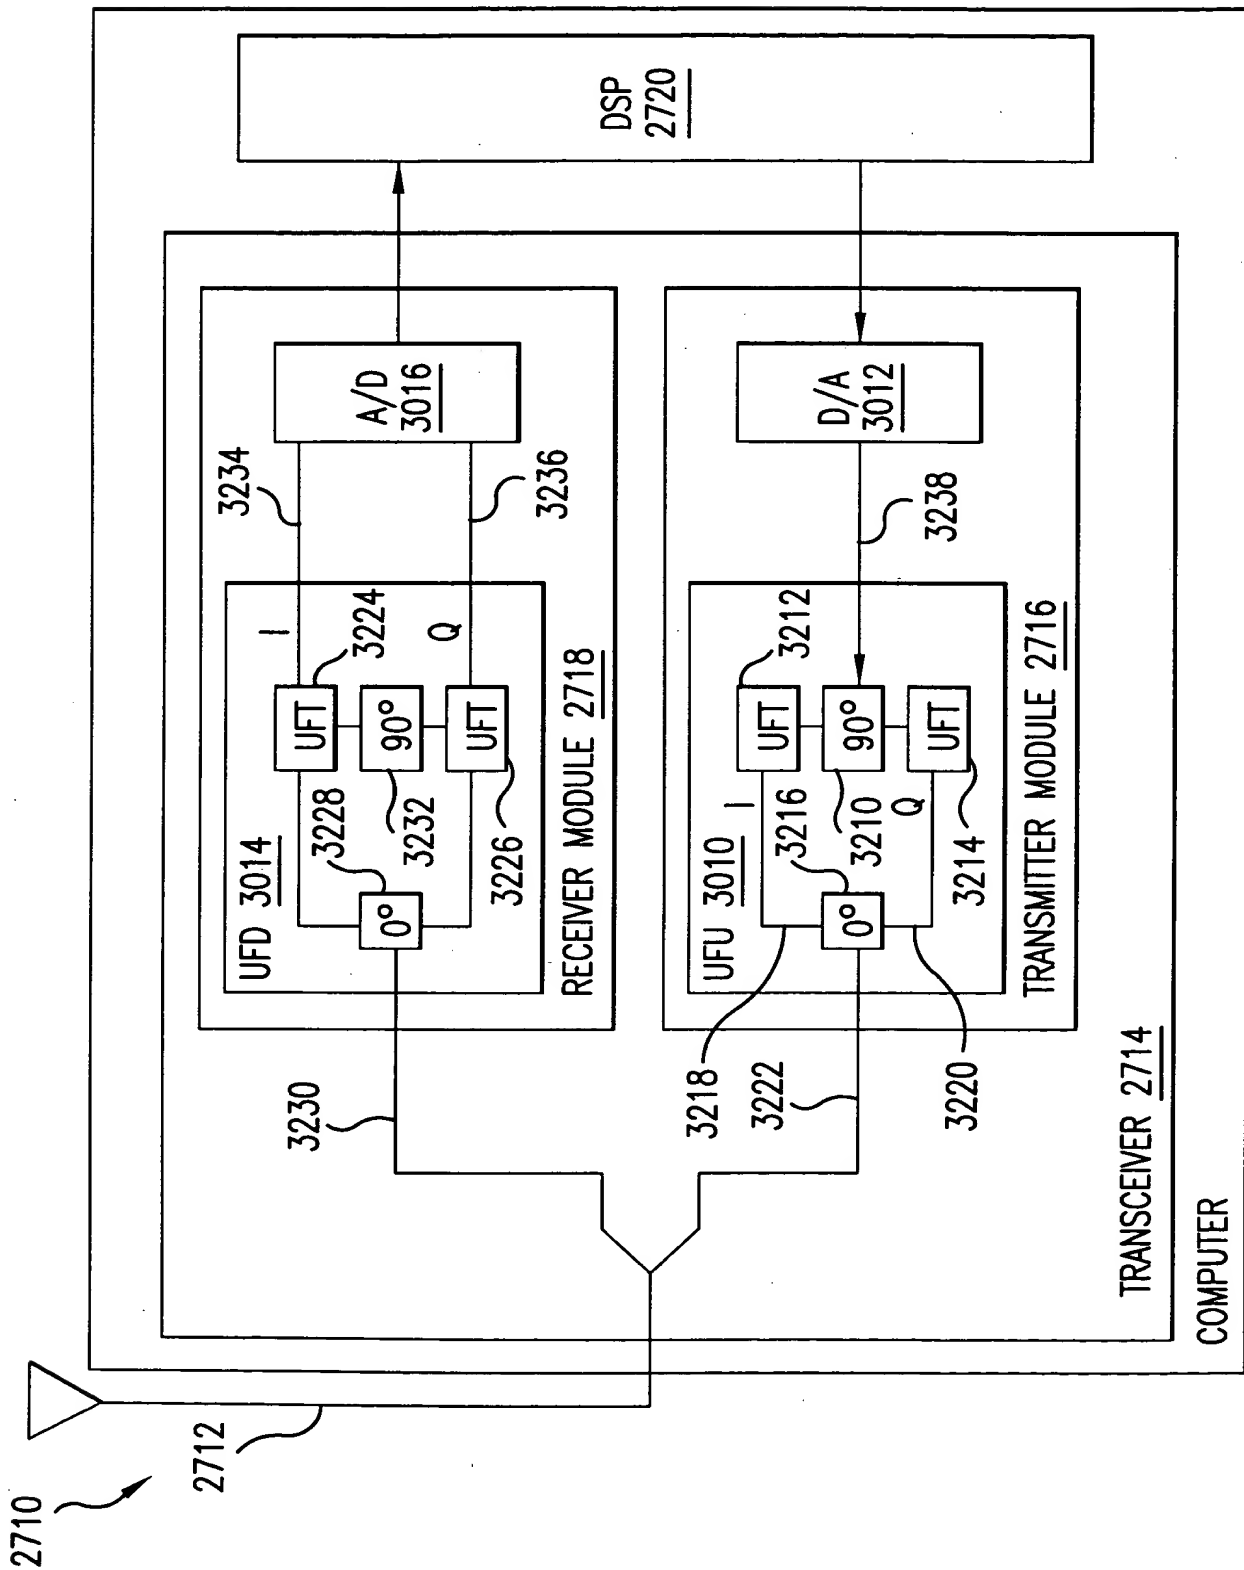 2710
2712
COMPUTER
TRANSCEIVER 2714
3230
3222
3218
3220
RECEIVER MODULE 2718
UFD 3014
0°
3228
90°
3232
UFT
3224
UFT
3226
I
Q
3234
3236
A/D
3016
TRANSMITTER MODULE 2716
UFU 3010
0°
3216
90°
3210
UFT
3212
UFT
3214
I
Q
3238
D/A
3012
DSP
2720